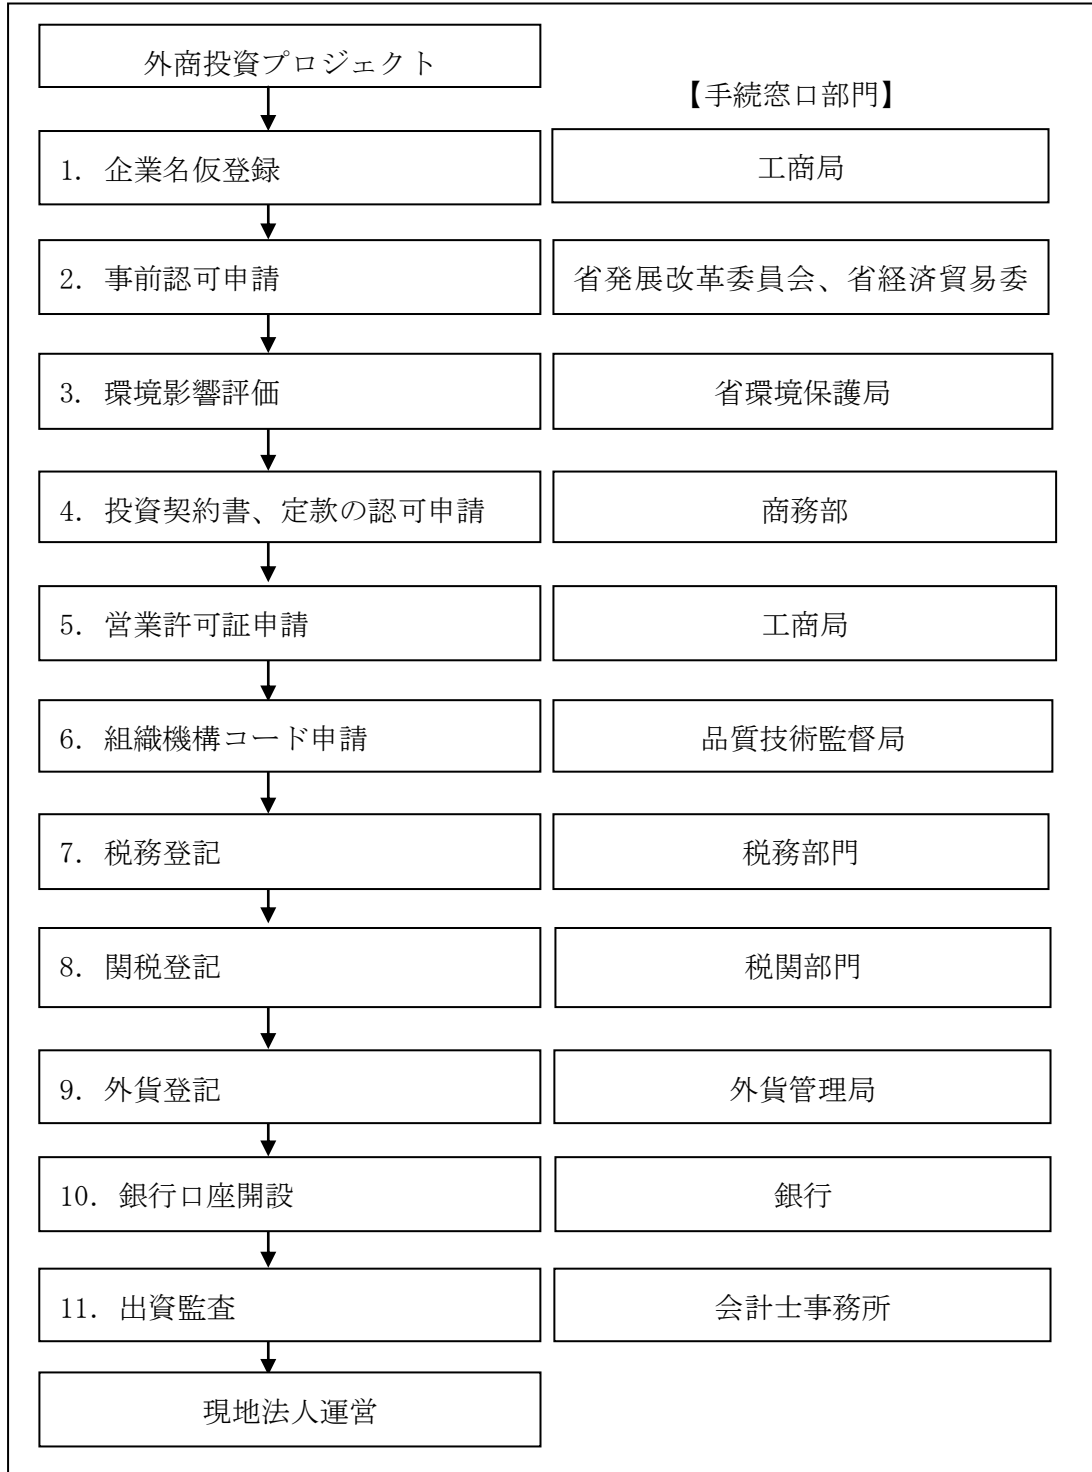 外商投資プロジェクト
【手続窓口部門】
1. 企業名仮登録
工商局
2. 事前認可申請
省発展改革委員会、省経済貿易委
3. 環境影響評価
省環境保護局
4. 投資契約書、定款の認可申請
商務部
5. 営業許可証申請
工商局
6. 組織機構コード申請
品質技術監督局
7. 税務登記
税務部門
8. 関税登記
税関部門
9. 外貨登記
外貨管理局
10. 銀行口座開設
銀行
11. 出資監査
会計士事務所
現地法人運営